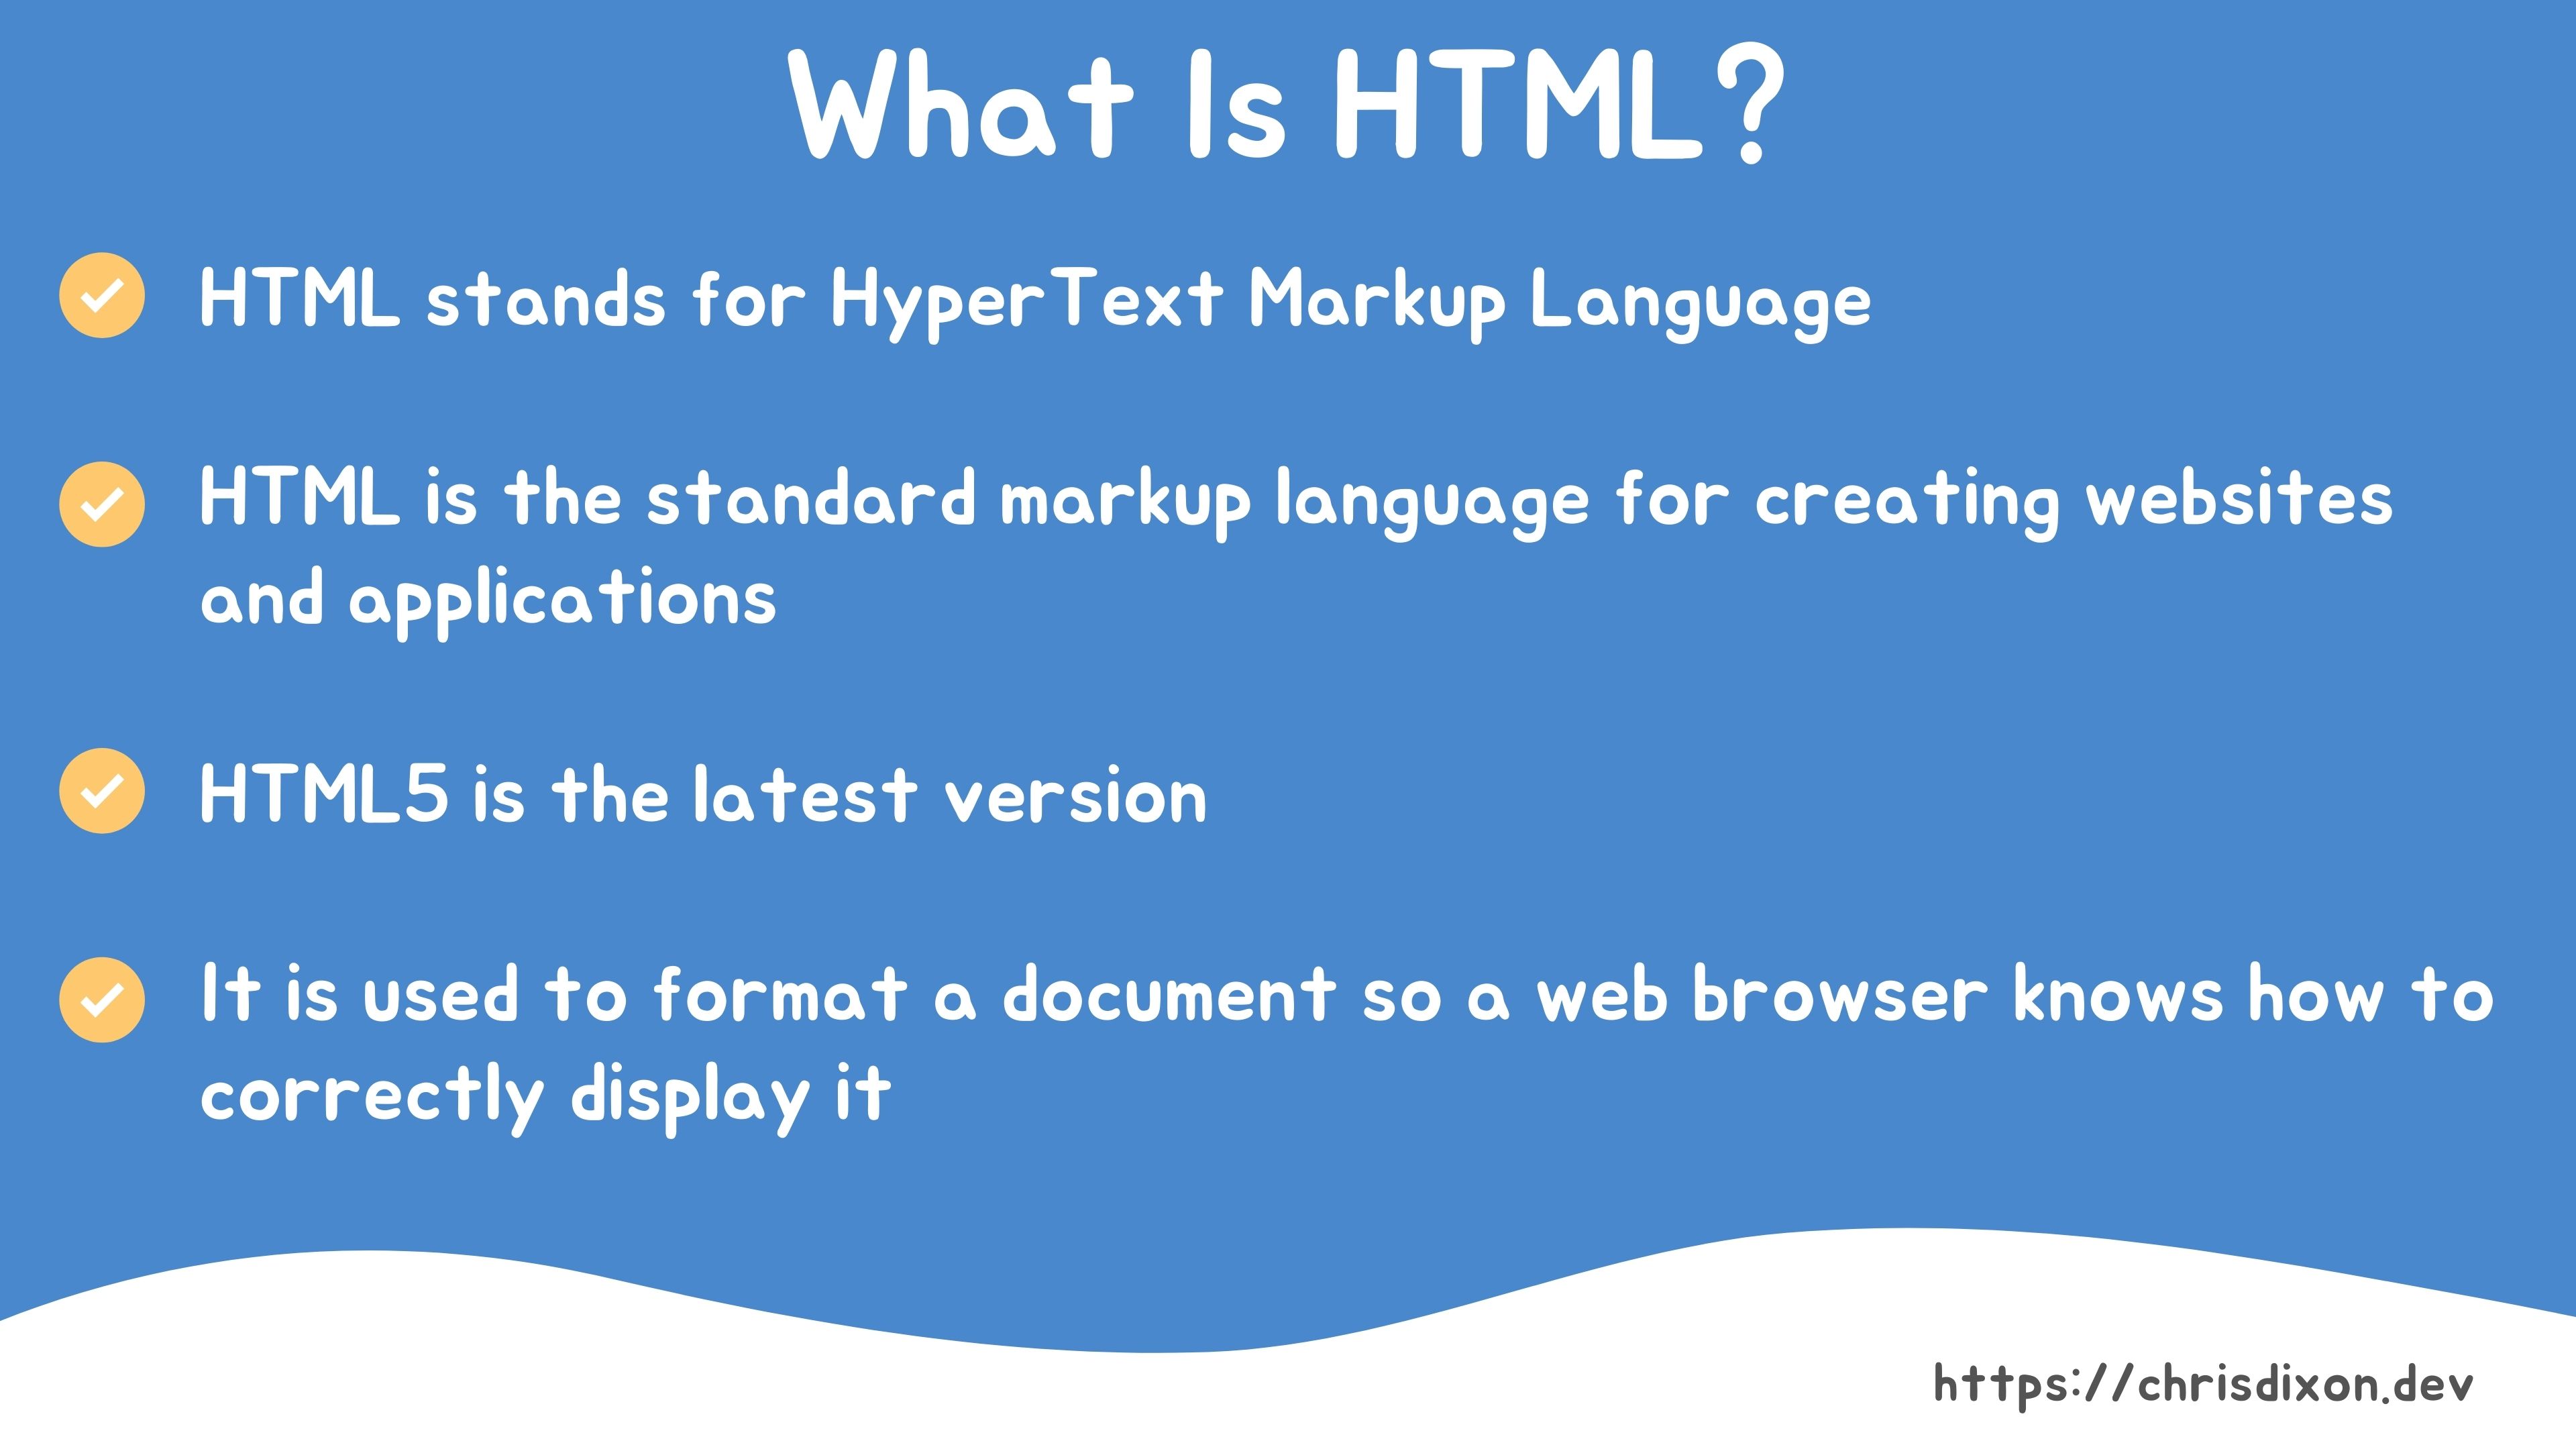 What Is HTML?
HTML stands for HyperText Markup Language
HTML is the standard markup language for creating websites
and applications
HTML5 is the latest version
It is used to format a document so a web browser knows how to
correctly display it
https://chrisdixon.dev